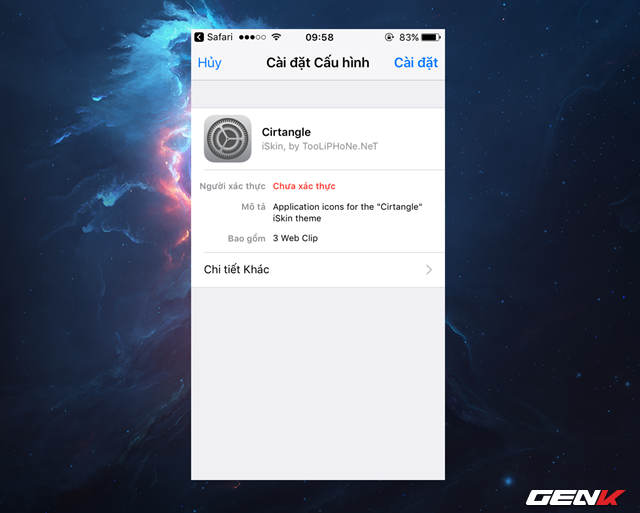 Safari 09:58 83%
Hủy Cài đặt Cấu hình Cài đặt
Cirtangle
iSkin, by TooLiPHoNe.NeT
Người xác thực Chưa xác thực
Mô tả Application icons for the "Cirtangle"
iSkin theme
Bao gồm 3 Web Clip
Chi tiết Khác
GENK